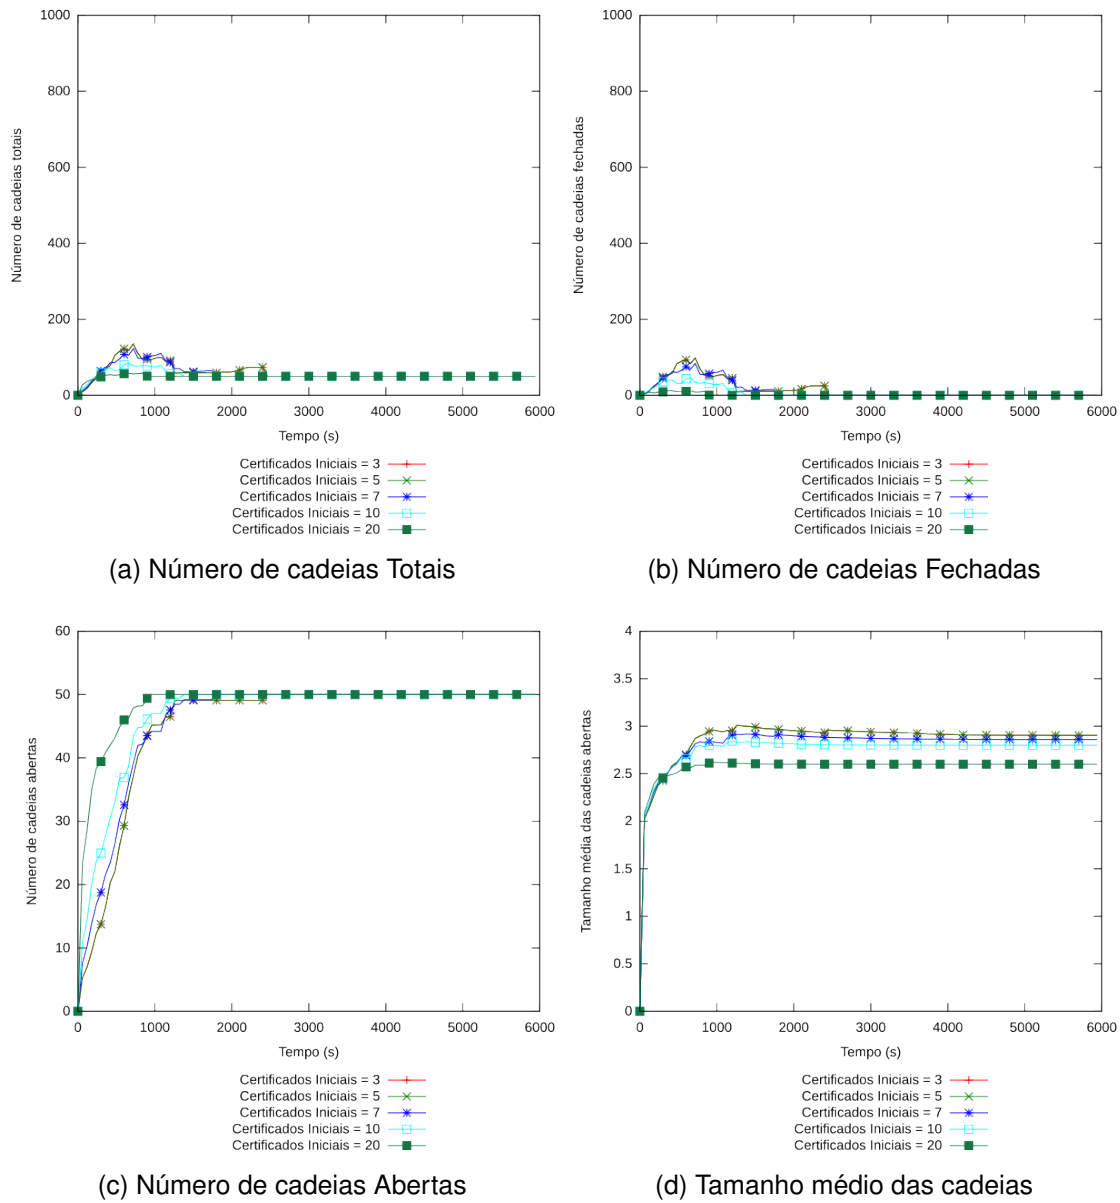 1000
800
600
400
200
0
Número de cadeias totais
0 1000 2000 3000 4000 5000 6000
Tempo (s)
Certificados Iniciais = 3
Certificados Iniciais = 5
Certificados Iniciais = 7
Certificados Iniciais = 10
Certificados Iniciais = 20
(a) Número de cadeias Totais
1000
800
600
400
200
0
Número de cadeias fechadas
0 1000 2000 3000 4000 5000 6000
Tempo (s)
Certificados Iniciais = 3
Certificados Iniciais = 5
Certificados Iniciais = 7
Certificados Iniciais = 10
Certificados Iniciais = 20
(b) Número de cadeias Fechadas
60
50
40
30
20
10
0
Número de cadeias abertas
0 1000 2000 3000 4000 5000 6000
Tempo (s)
Certificados Iniciais = 3
Certificados Iniciais = 5
Certificados Iniciais = 7
Certificados Iniciais = 10
Certificados Iniciais = 20
(c) Número de cadeias Abertas
4
3.5
3
2.5
2
1.5
1
0.5
0
Tamanho média das cadeias abertas
0 1000 2000 3000 4000 5000 6000
Tempo (s)
Certificados Iniciais = 3
Certificados Iniciais = 5
Certificados Iniciais = 7
Certificados Iniciais = 10
Certificados Iniciais = 20
(d) Tamanho médio das cadeias